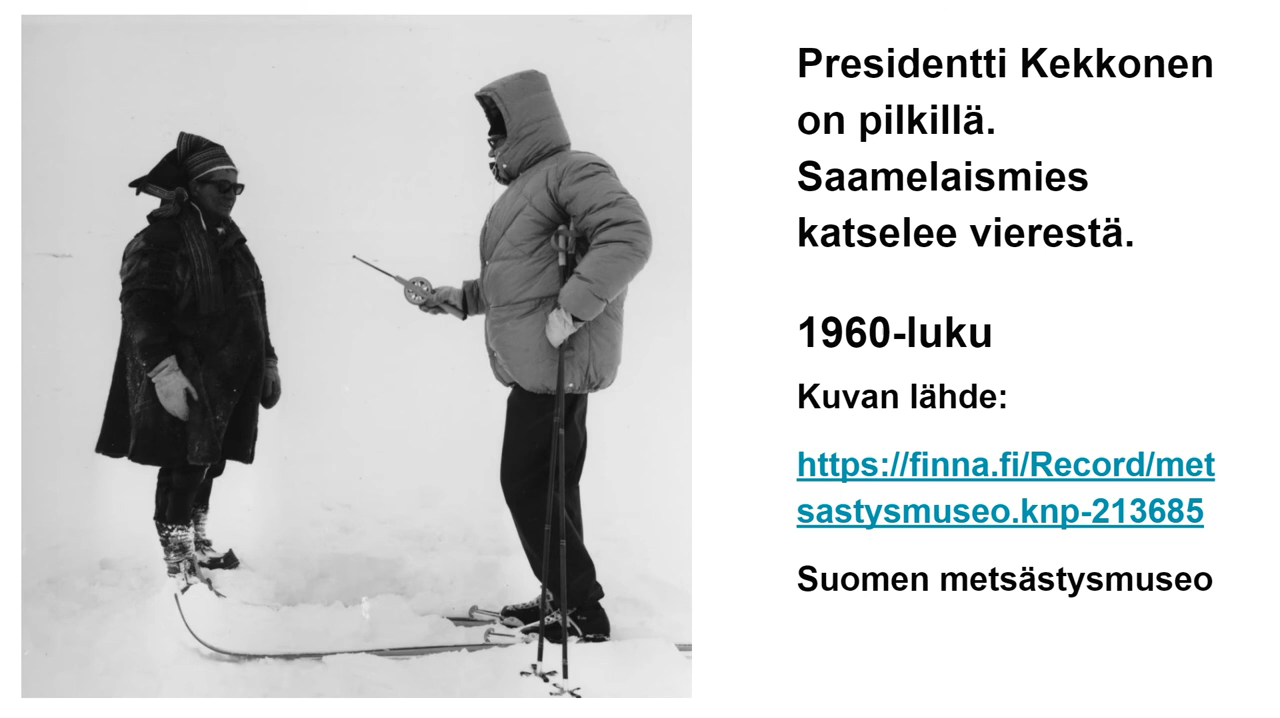 Presidentti Kekkonen
on pilkillä.
Saamelaismies
katselee vierestä.
1960-luku
Kuvan lähde:
https://finna.fi/Record/met
sastysmuseo.knp-213685
Suomen metsästysmuseo